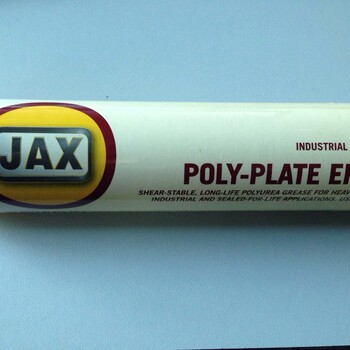 JAX
INDUSTRIAL
POLY-PLATE
SHEAR-STABLE, LONG-LIFE POLYUREA GREASE FOR
INDUSTRIAL AND SEALED-FOR-LIFE APPLICATIONS.